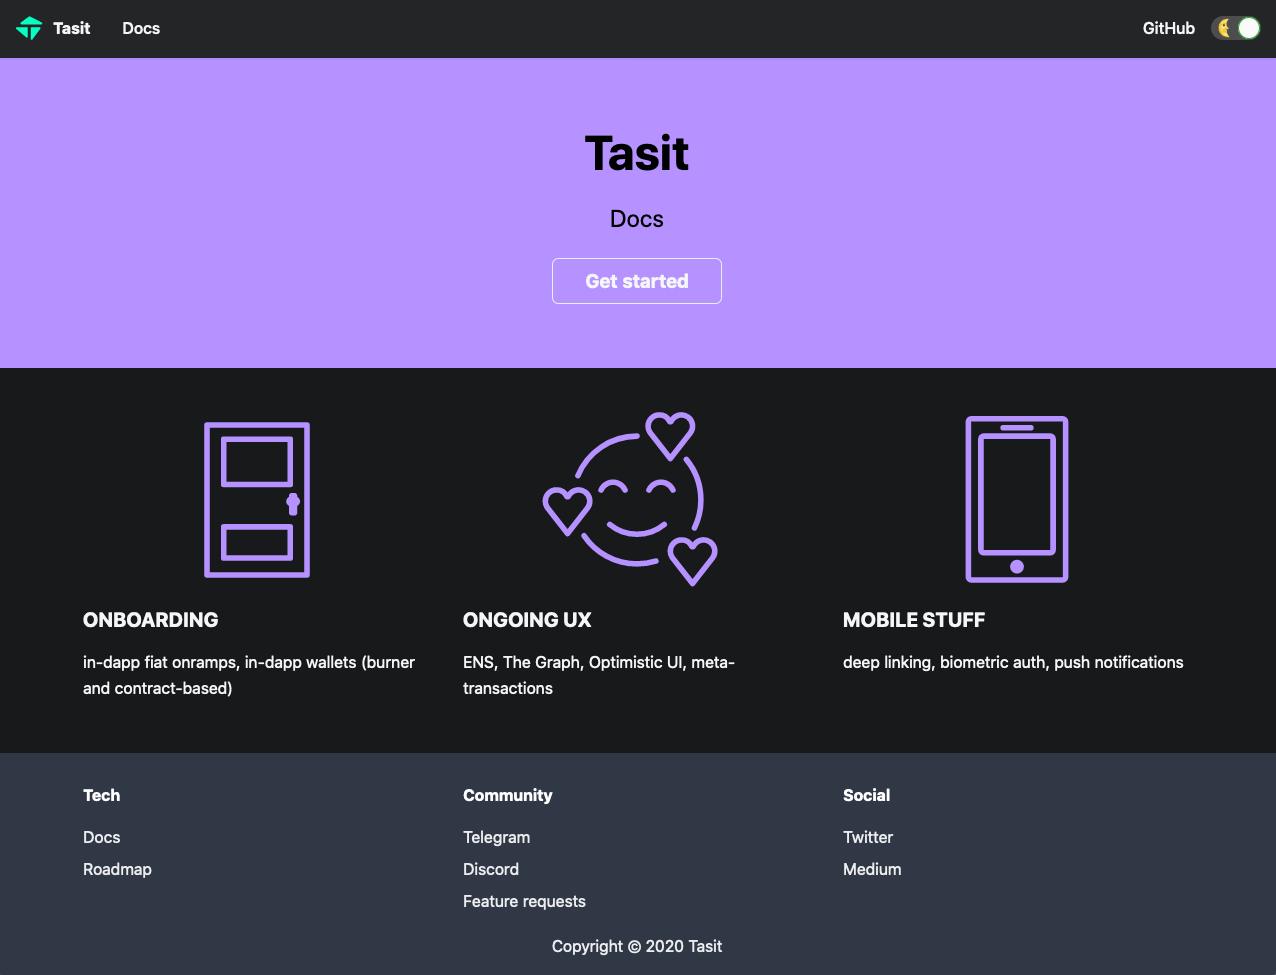 Tasit
Docs
GitHub
Tasit
Docs
Get started
ONBOARDING
in-dapp fiat onramps, in-dapp wallets (burner
and contract-based)
ONGOING UX
ENS, The Graph, Optimistic UI, meta-
transactions
MOBILE STUFF
deep linking, biometric auth, push notifications
Tech
Docs
Roadmap
Community
Telegram
Discord
Feature requests
Social
Twitter
Medium
Copyright © 2020 Tasit